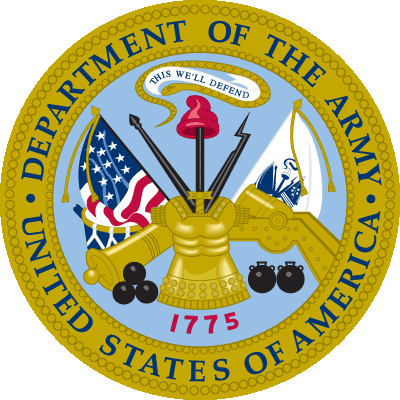 DEPARTMENT OF THE ARMY
THIS WE'LL DEFEND
1775
UNITED STATES OF AMERICA